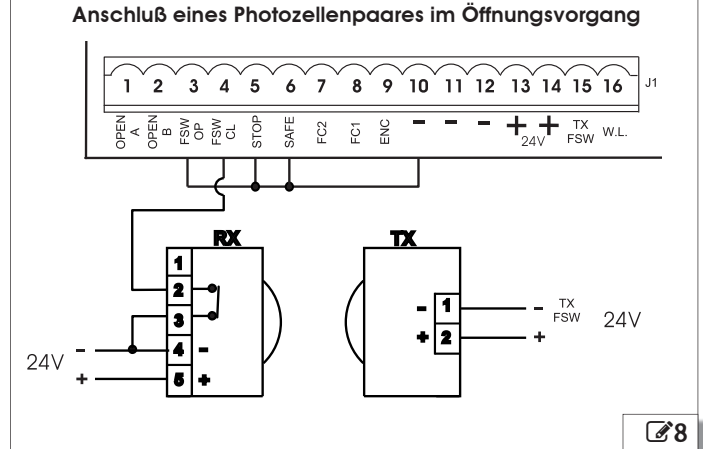 Anschluß eines Photozellenpaares im Öffnungsvorgang
1 2 3 4 5 6 7 8 9 10 11 12 13 14 15 16 J1
OPEN A
OPEN B
FSW OP
FSW CL
STOP
SAFE
FC2
FC1
ENC
- - - + +
24V
TX FSW
W.L.
RX
TX
1
2
3
4 -
5 +
24V - +
- 1
+ 2
- TX FSW
+
24V
8